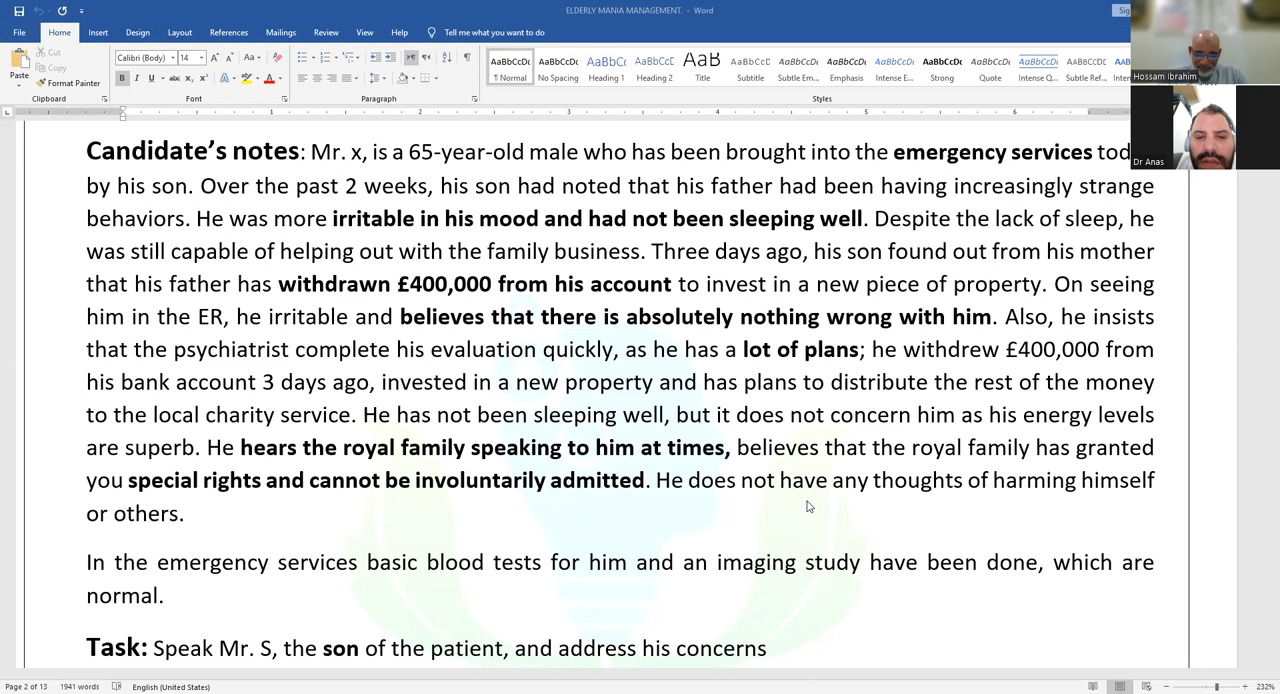 ELDERLY MANIA MANAGEMENT. - Word
File Home Insert Draw Design Layout References Mailings Review View Help Tell me what you want to do
Cut
Copy
Paste
Format Painter
Calibri (Body) 14
AaBbCcDc AaBbCcDc AaBbCc AaBbCcC AaB AaBbCcC AaBbCcDc AaBbCcDc AaBbCcDc AaBbCcDc AaBbCcDc AaBbCcDc AABBCCDC
¶ Normal No Spacing Heading 1 Heading 2 Title Subtitle Subtle Em... Emphasis Intense E... Strong Quote Intense Q... Subtle Ref...
Clipboard Font Paragraph Styles
Hossam Ibrahim
Dr Anas
Candidate's notes: Mr. x, is a 65-year-old male who has been brought into the emergency services
by his son. Over the past 2 weeks, his son had noted that his father had been having increasingly strange
behaviors. He was more irritable in his mood and had not been sleeping well. Despite the lack of sleep, he
was still capable of helping out with the family business. Three days ago, his son found out from his mother
that his father has withdrawn £400,000 from his account to invest in a new piece of property. On seeing
him in the ER, he irritable and believes that there is absolutely nothing wrong with him. Also, he insists
that the psychiatrist complete his evaluation quickly, as he has a lot of plans; he withdrew £400,000 from
his bank account 3 days ago, invested in a new property and has plans to distribute the rest of the money
to the local charity service. He has not been sleeping well, but it does not concern him as his energy levels
are superb. He hears the royal family speaking to him at times, believes that the royal family has granted
you special rights and cannot be involuntarily admitted. He does not have any thoughts of harming himself
or others.
In the emergency services basic blood tests for him and an imaging study have been done, which are
normal.
Task: Speak Mr. S, the son of the patient, and address his concerns
Page 2 of 13 1941 words English (United States) 232%